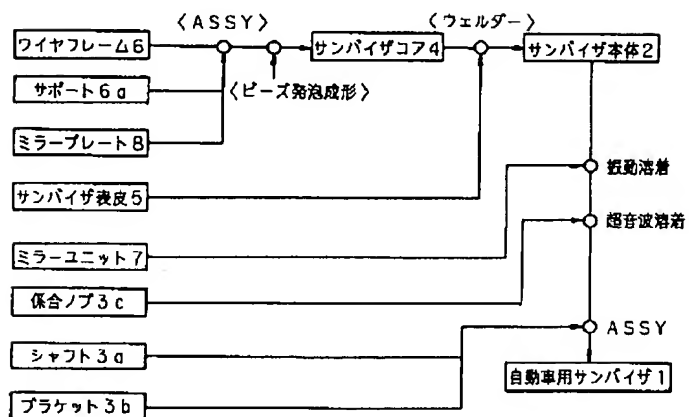 〈ASSY〉
〈ウェルダー〉
ワイヤフレーム6
サンバイザコア4
サンバイザ本体2
サポート6a
〈ビーズ発泡成形〉
ミラープレート8
振動溶着
サンバイザ表皮5
超音波溶着
ミラーユニット7
係合ノブ3c
ASSY
シャフト3a
自動車用サンバイザ1
ブラケット3b